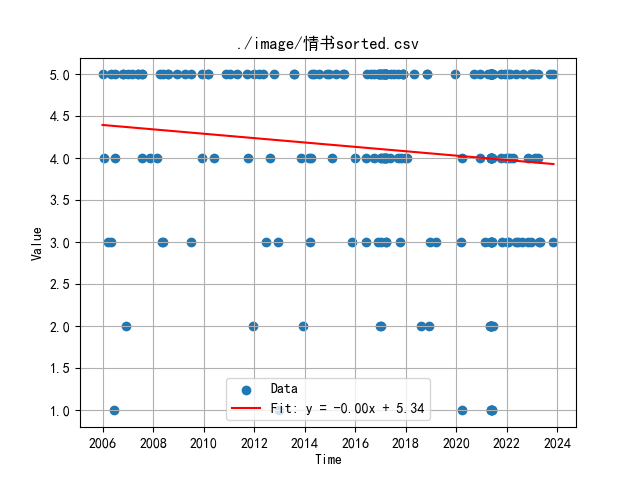 ./image/情书sorted.csv
5.0
4.5
4.0
3.5
3.0
2.5
2.0
1.5
1.0
Value
Data
Fit: y = −0.00x + 5.34
2006 2008 2010 2012 2014 2016 2018 2020 2022 2024
Time